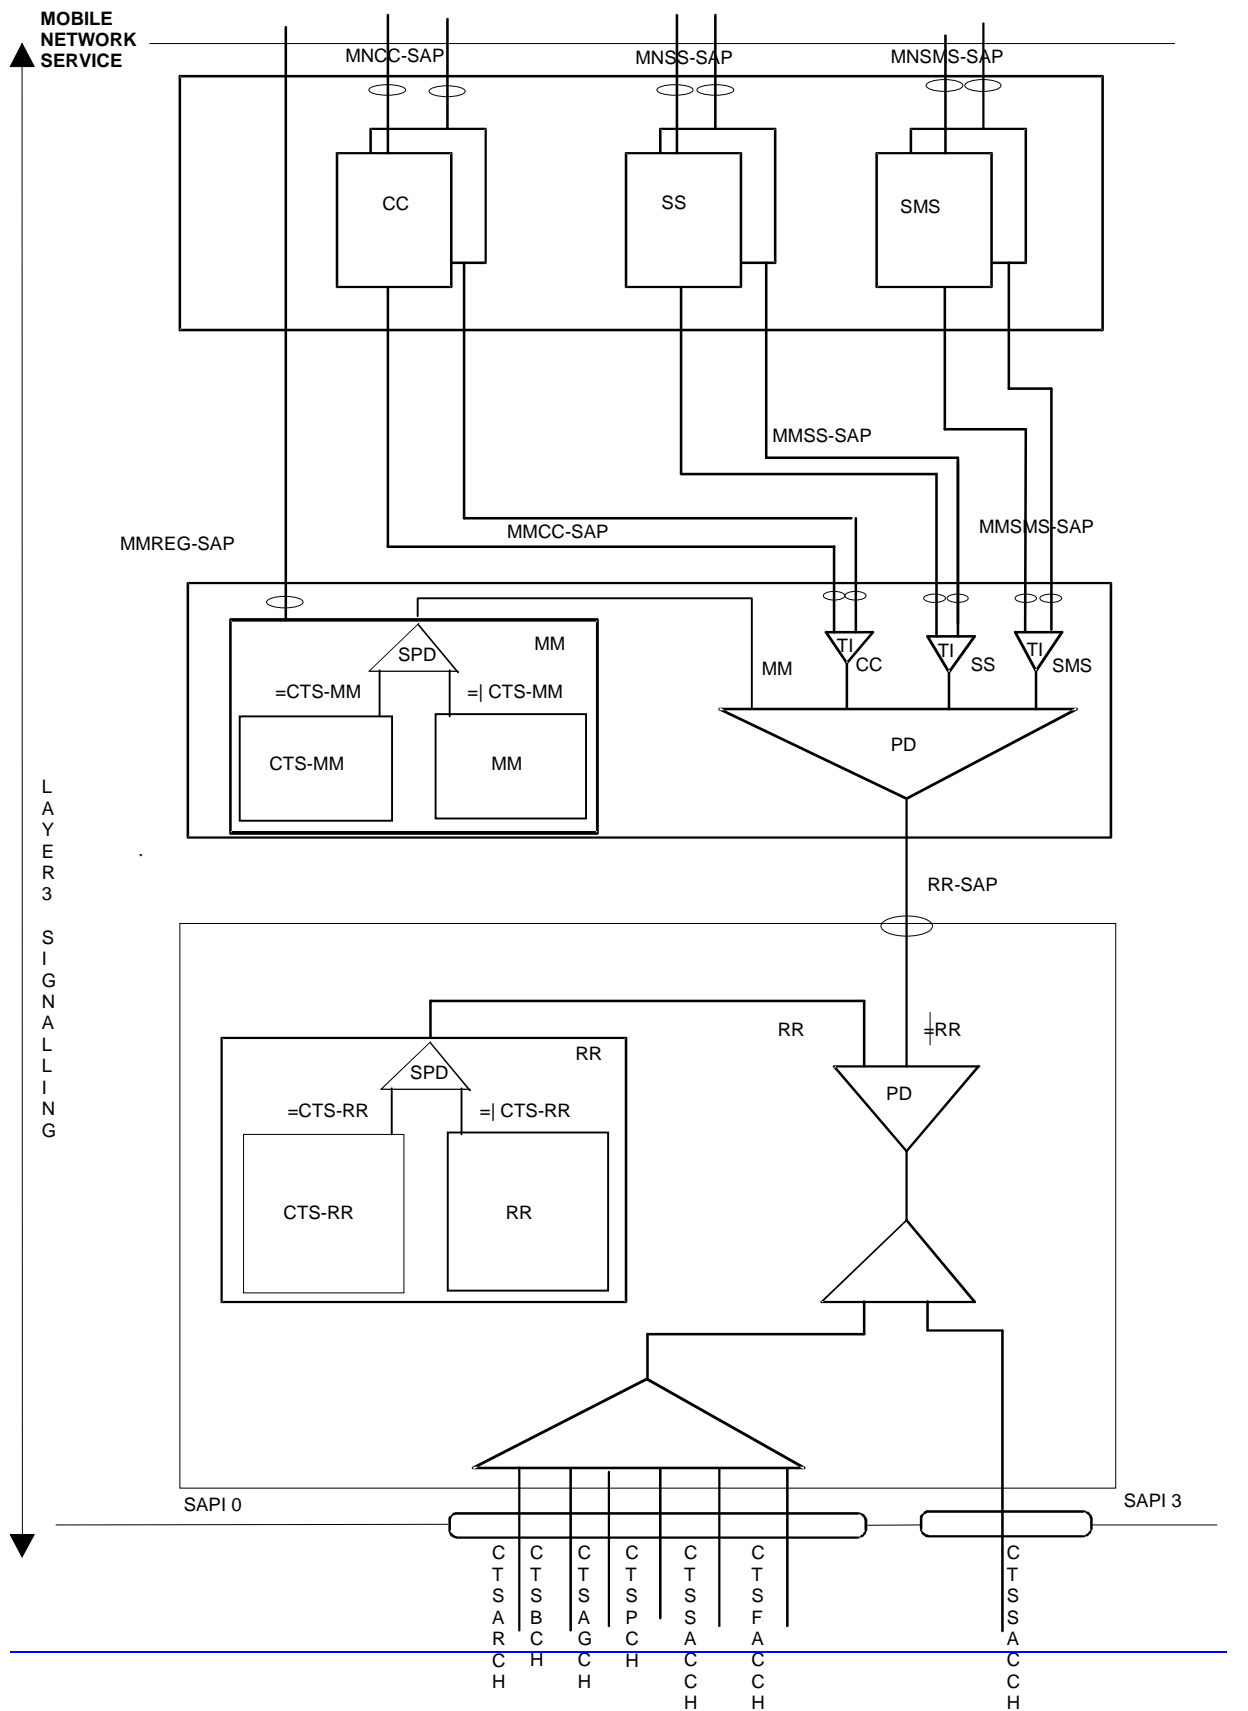 MOBILE
NETWORK
SERVICE
MNCC-SAP
MNSS-SAP
MNSMS-SAP
CC
SS
SMS
MMSS-SAP
MMCC-SAP
MMSMS-SAP
MMREG-SAP
SPD
MM
TI
TI
TI
CC
SS
SMS
MM
=CTS-MM
=| CTS-MM
CTS-MM
MM
PD
LAYER3 SIGNALLING
.
RR-SAP
RR
=|RR
SPD
RR
PD
=CTS-RR
=| CTS-RR
CTS-RR
RR
SAPI 0
SAPI 3
CTSARCH
CTSBCH
CTSAGCH
CTSPCH
CTSSACCH
CTSFACCH
CTSSACCH